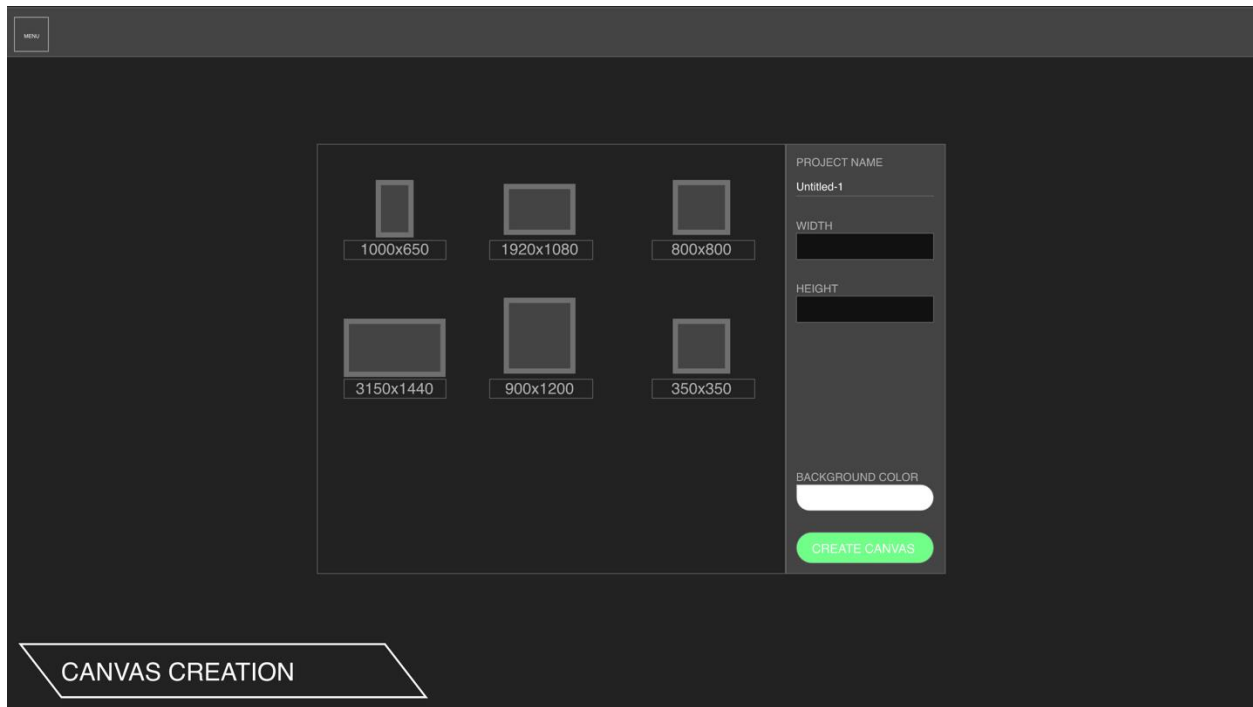 MENU
1000x650
1920x1080
800x800
3150x1440
900x1200
350x350
PROJECT NAME
Untitled-1
WIDTH
HEIGHT
BACKGROUND COLOR
CREATE CANVAS
CANVAS CREATION